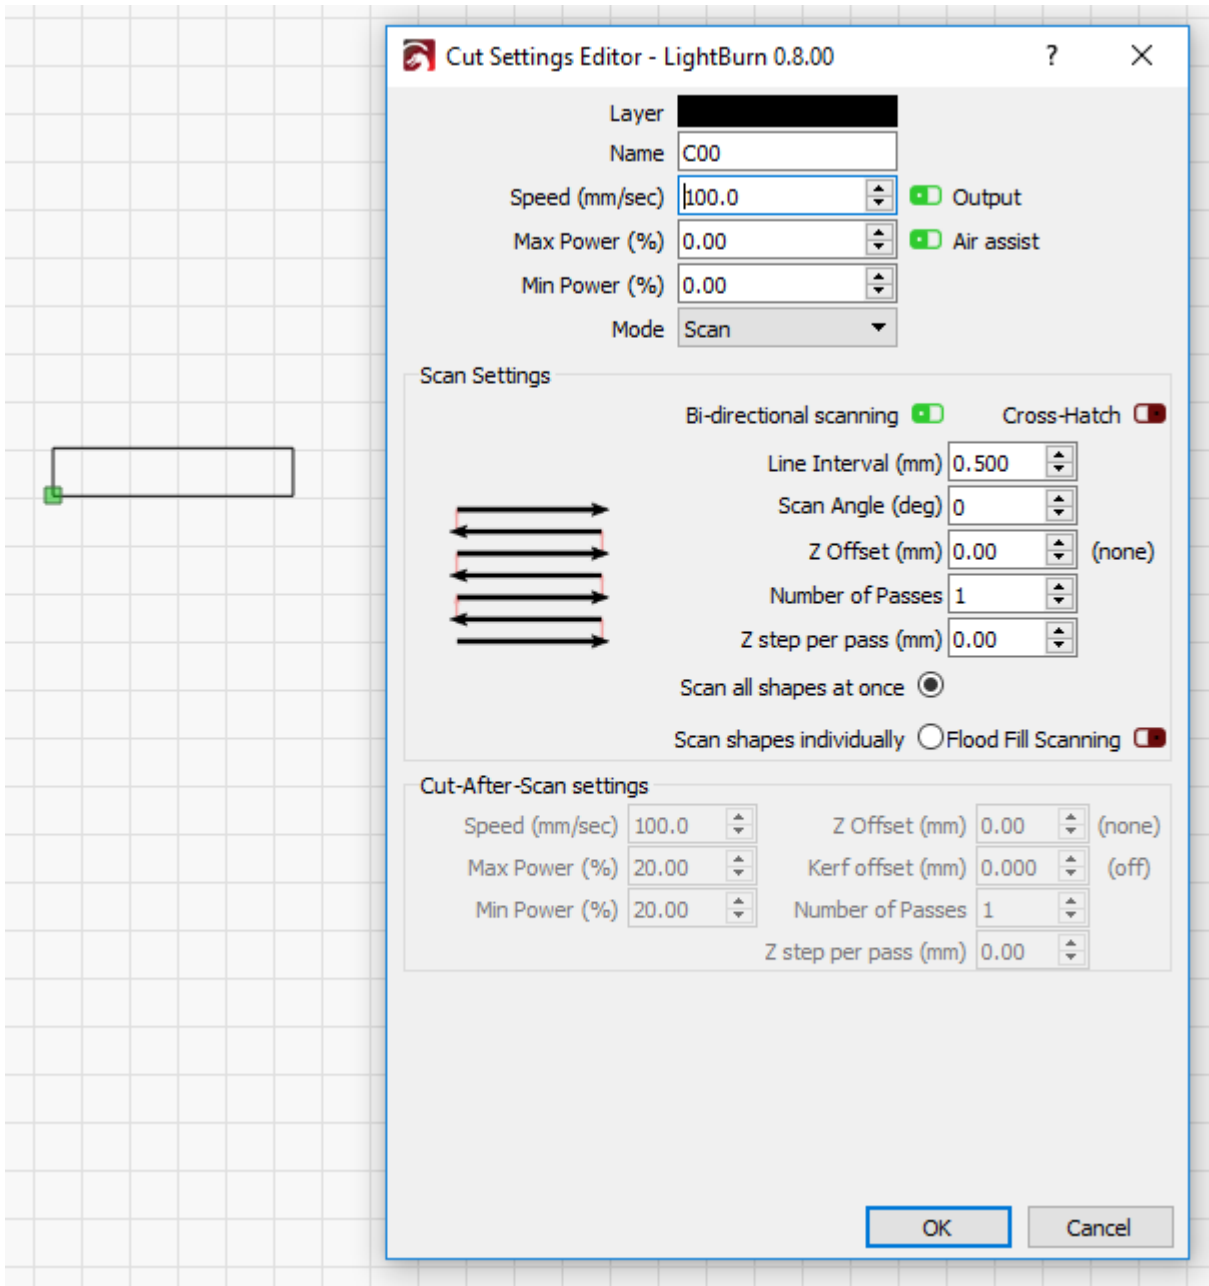 Cut Settings Editor - LightBurn 0.8.00 ?
Layer
Name C00
Speed (mm/sec) 100.0 Output
Max Power (%) 0.00 Air assist
Min Power (%) 0.00
Mode Scan
Scan Settings
Bi-directional scanning Cross-Hatch
Line Interval (mm) 0.500
Scan Angle (deg) 0
Z Offset (mm) 0.00 (none)
Number of Passes 1
Z step per pass (mm) 0.00
Scan all shapes at once
Scan shapes individually Flood Fill Scanning
Cut-After-Scan settings
Speed (mm/sec) 100.0 Z Offset (mm) 0.00 (none)
Max Power (%) 20.00 Kerf offset (mm) 0.000 (off)
Min Power (%) 20.00 Number of Passes 1
Z step per pass (mm) 0.00
OK Cancel